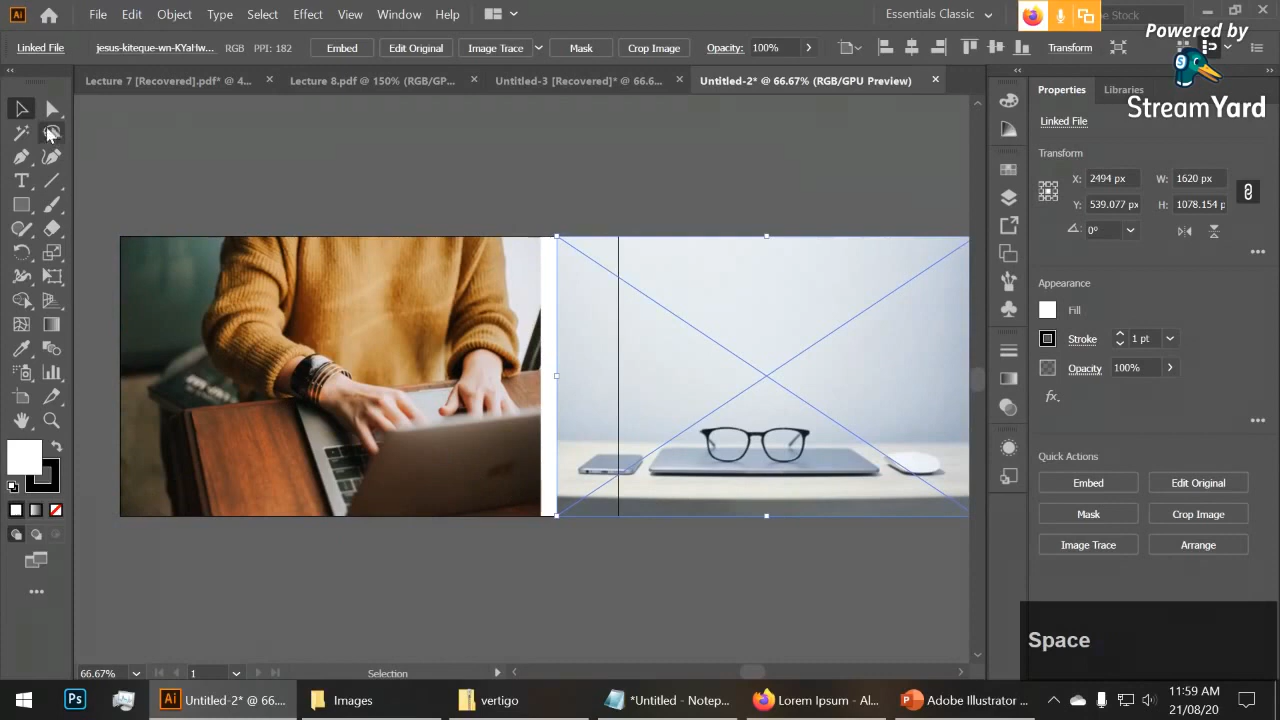 Ai File Edit Object Type Select Effect View Window Help Essentials Classic Stock
Powered by
StreamYard
Linked File jesus-kiteque-wn-KYaHw... RGB PPI: 182 Embed Edit Original Image Trace Mask Crop Image Opacity: 100% Transform
Lecture 7 [Recovered].pdf* @ 4... × Lecture 8.pdf @ 150% (RGB/GP... × Untitled-3 [Recovered]* @ 66.6... × Untitled-2* @ 66.67% (RGB/GPU Preview) ×
Properties Libraries
Linked File
Transform
X: 2494 px W: 1620 px
Y: 539.077 px H: 1078.154 p
0°
Appearance
Fill
Stroke 1 pt
Opacity 100%
fx.
Quick Actions
Embed Edit Original
Mask Crop Image
Image Trace Arrange
Space
66.67% 1 Selection
Ps Ai Untitled-2* @ 66.... Images vertigo *Untitled - Notep... Lorem Ipsum - Al... Adobe Illustrator ... 11:59 AM
21/08/20